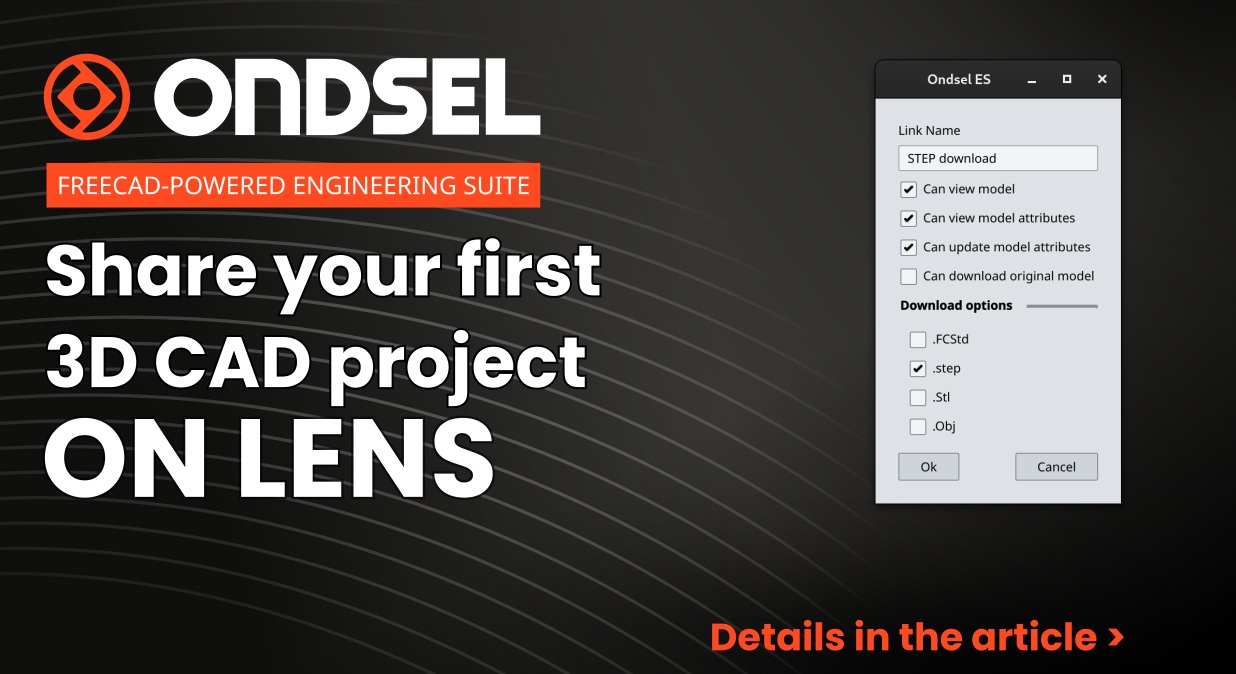 ONDSEL
FREECAD-POWERED ENGINEERING SUITE
Share your first
3D CAD project
ON LENS
Ondsel ES
Link Name
STEP download
Can view model
Can view model attributes
Can update model attributes
Can download original model
Download options
.FCStd
.step
.Stl
.Obj
Ok Cancel
Details in the article >